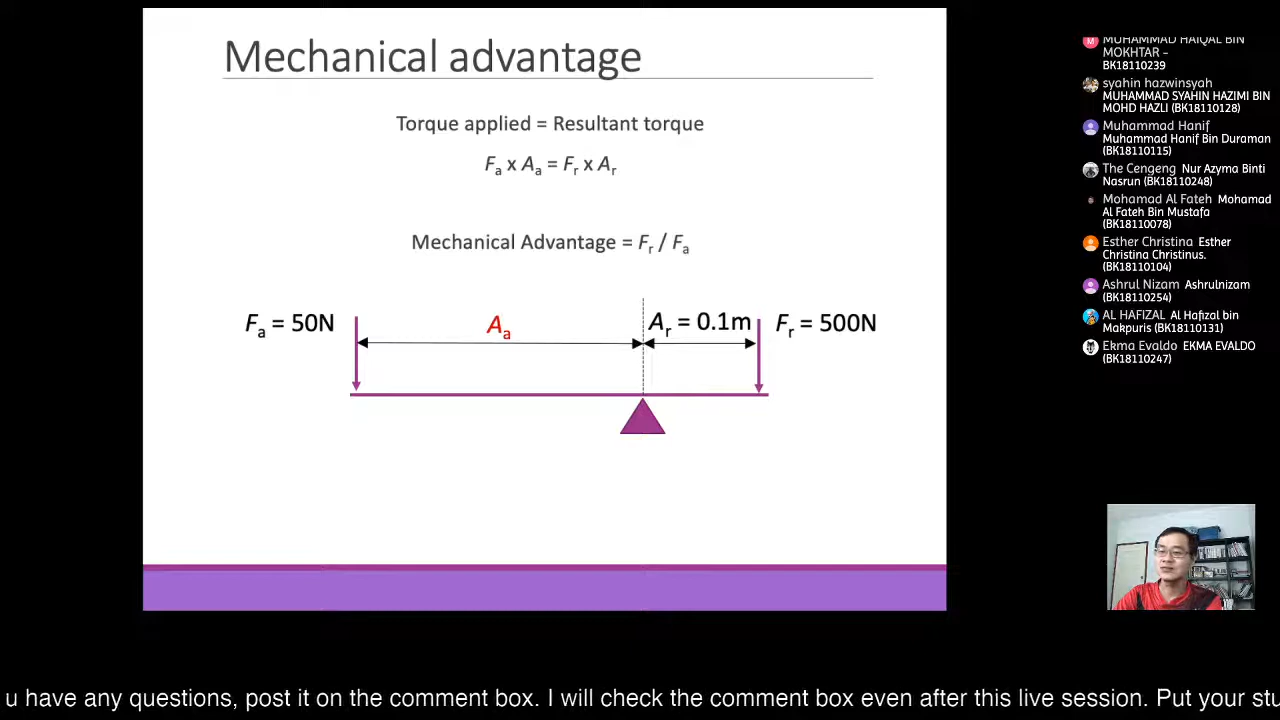 Mechanical advantage
Torque applied = Resultant torque
Fa x Aa = Fr x Ar
Mechanical Advantage = Fr / Fa
Fa = 50N
Aa
Ar = 0.1m
Fr = 500N
M
MUHAMMAD HAIQAL BIN
MOKHTAR –
BK18110239
syahin hazwinsyah
MUHAMMAD SYAHIN HAZIMI BIN
MOHD HAZLI (BK18110128)
Muhammad Hanif
Muhammad Hanif Bin Duraman
(BK18110115)
The Cengeng Nur Azyma Binti
Nasrun (BK18110248)
Mohamad Al Fateh Mohamad
Al Fateh Bin Mustafa
(BK18110078)
Esther Christina Esther
Christina Christinus.
(BK18110104)
Ashrul Nizam Ashrulnizam
(BK18110254)
AL HAFIZAL Al Hafizal bin
Makpuris (BK18110131)
Ekma Evaldo EKMA EVALDO
(BK18110247)
u have any questions, post it on the comment box. I will check the comment box even after this live session. Put your stu